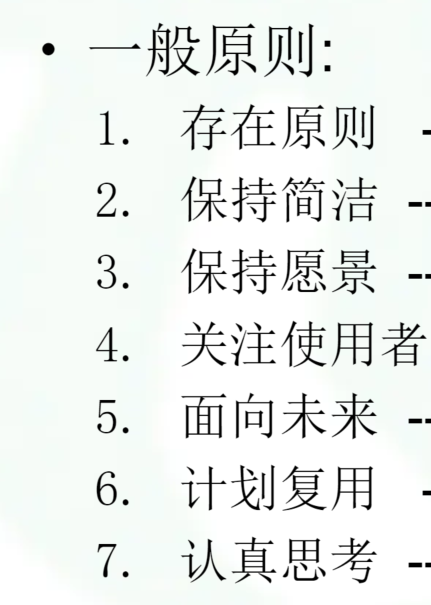 • 一般原则:
1. 存在原则 -
2. 保持简洁 --
3. 保持愿景 --
4. 关注使用者
5. 面向未来 --
6. 计划复用 -
7. 认真思考 --